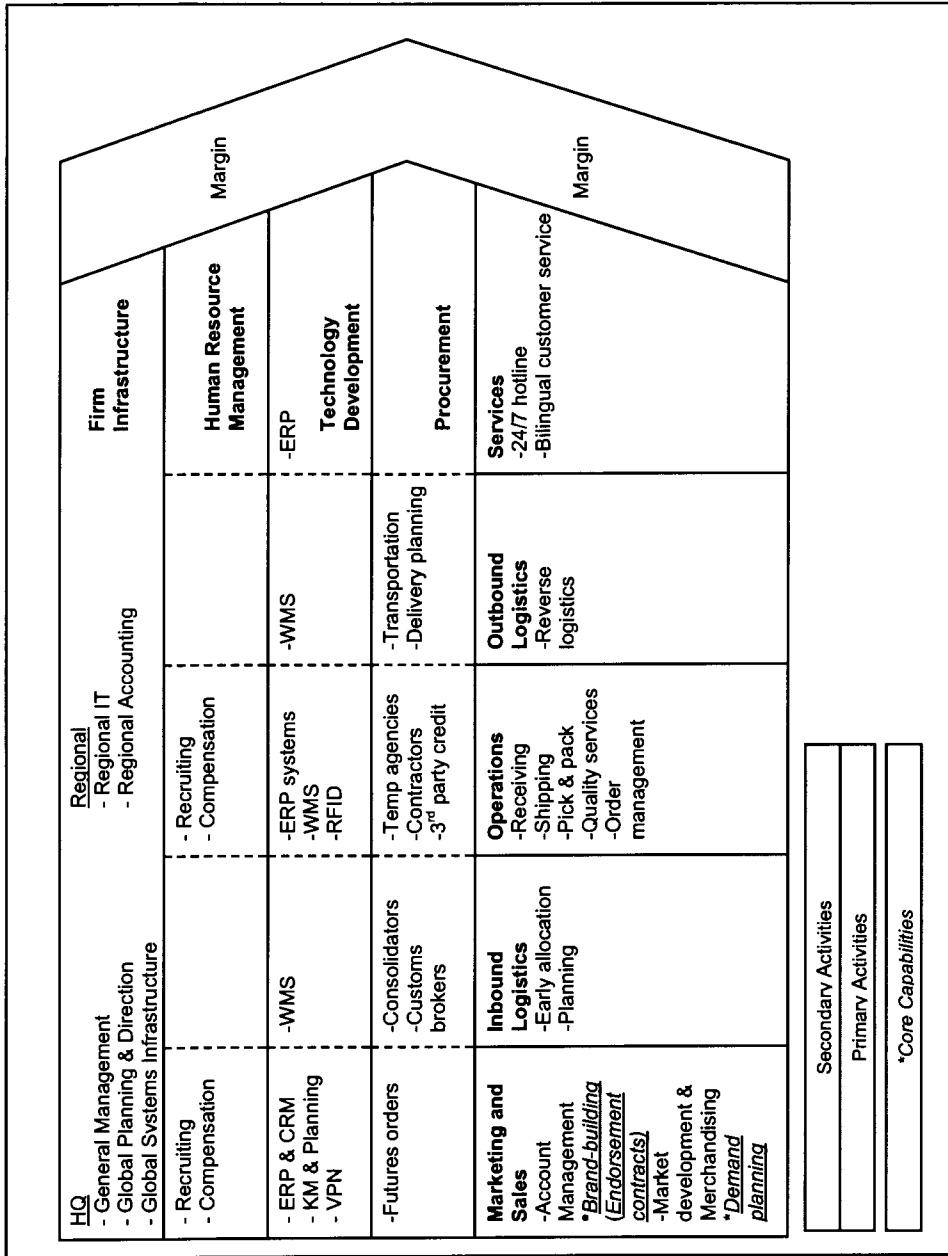 HQ
- General Management
- Global Planning & Direction
- Global Systems Infrastructure
Regional
- Regional IT
- Regional Accounting
Firm
Infrastructure
- Recruiting
- Compensation
- Recruiting
- Compensation
Human Resource
Management
- ERP & CRM
- KM & Planning
- VPN
-WMS
-ERP systems
-WMS
-RFID
-WMS
-ERP
Technology
Development
-Futures orders
-Consolidators
-Customs
brokers
-Temp agencies
-Contractors
-3rd party credit
-Transportation
-Delivery planning
Procurement
Marketing and
Sales
-Account
Management
*Brand-building
(Endorsement
contracts)
-Market
development &
Merchandising
*Demand
planning
Inbound
Logistics
-Early allocation
-Planning
Operations
-Receiving
-Shipping
-Pick & pack
-Quality services
-Order
management
Outbound
Logistics
-Reverse
logistics
Services
-24/7 hotline
-Bilingual customer service
Margin
Margin
Secondary Activities
Primary Activities
*Core Capabilities